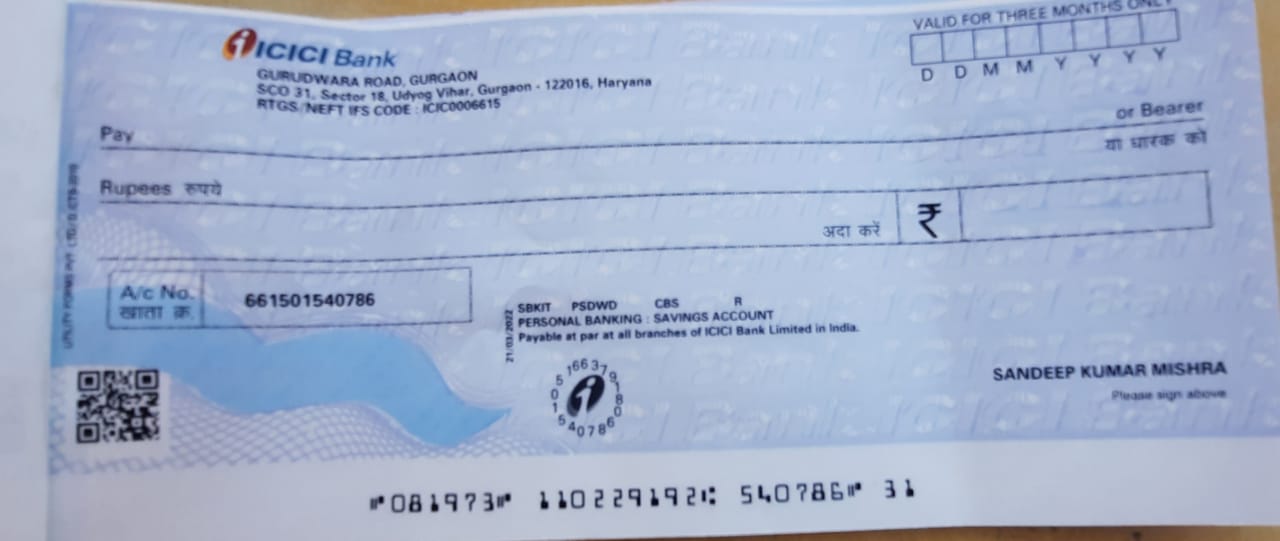 ICICI Bank
GURUDWARA ROAD, GURGAON
SCO 31, Sector 18, Udyog Vihar, Gurgaon - 122016, Haryana
RTGS/NEFT IFS CODE : ICIC0006615
VALID FOR THREE MONTHS ONLY
D D M M Y Y Y Y
Pay
or Bearer
या धारक को
Rupees रुपये
अदा करें ₹
A/c No.
खाता क्र.
661501540786
SBKIT PSDWD CBS R
PERSONAL BANKING : SAVINGS ACCOUNT
Payable at par at all branches of ICICI Bank Limited in India.
21/03/2022
SANDEEP KUMAR MISHRA
Please sign above
⑈081973⑈ 110229192⑆ 540786⑈ 31